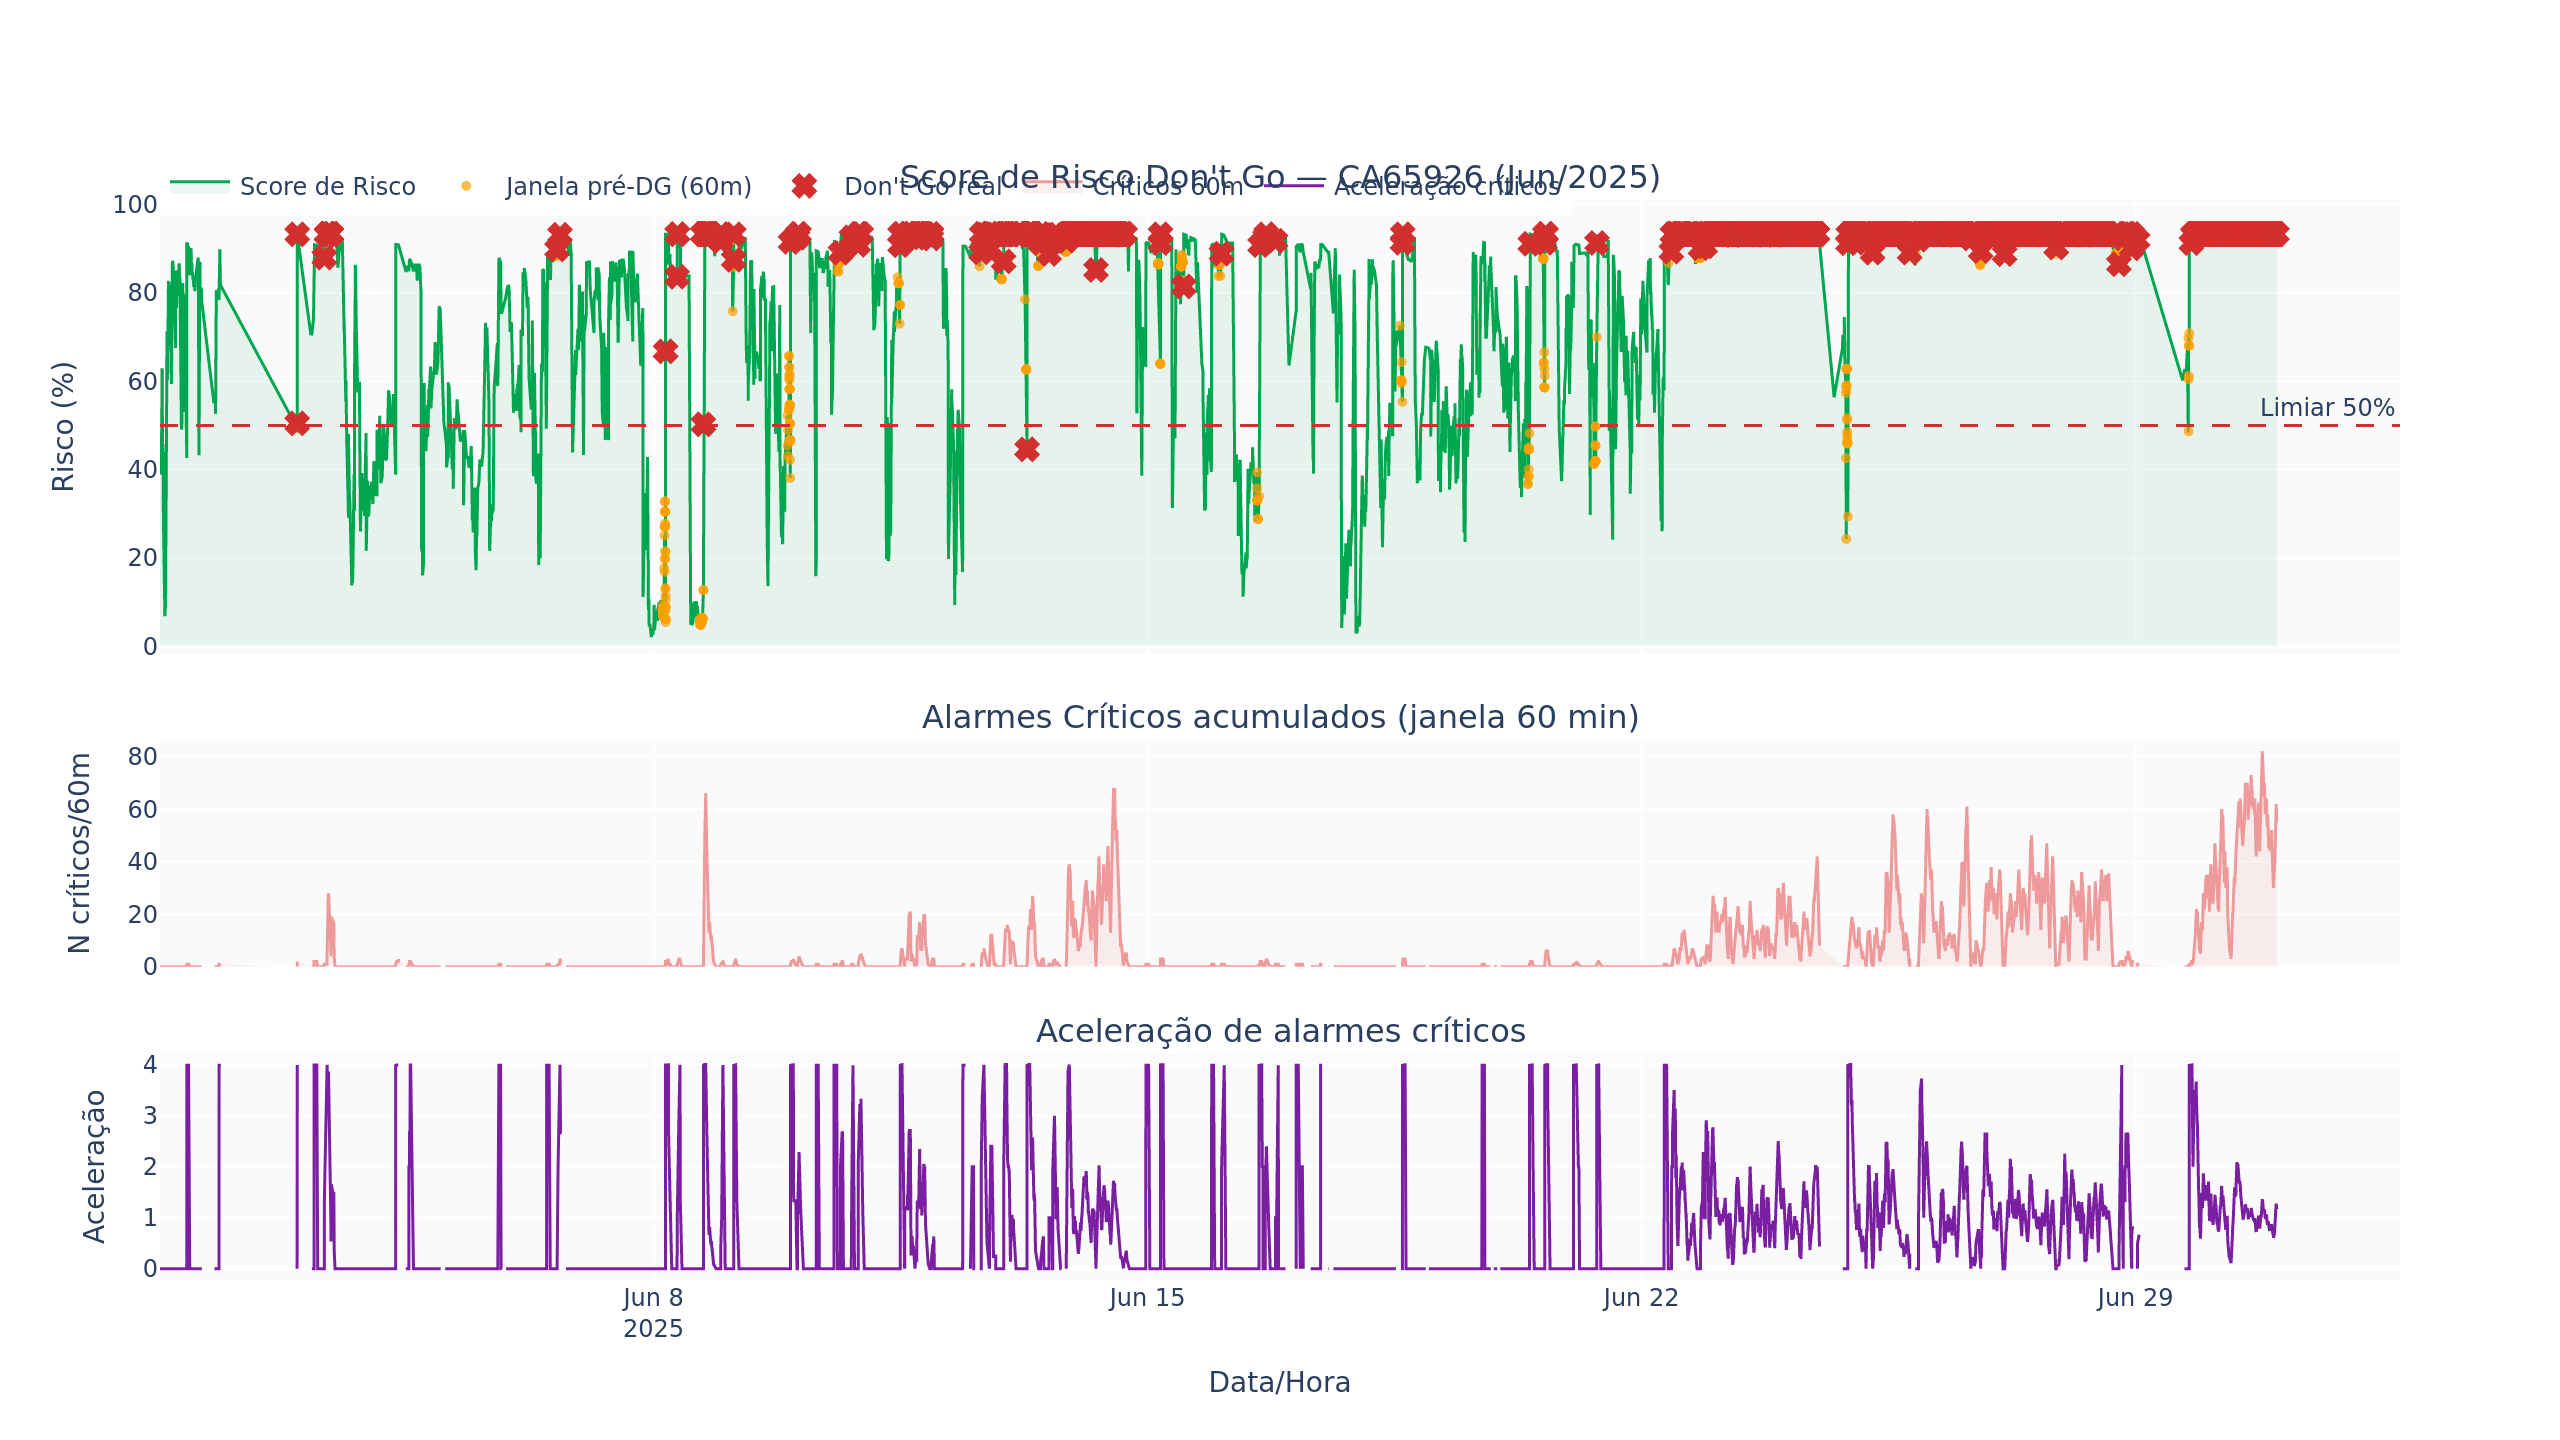 Score de Risco Don't Go — CA65926 (Jun/2025)
Score de Risco
Janela pré-DG (60m)
Don't Go real
Críticos 60m
Aceleração críticos
Risco (%)
100
80
60
40
20
0
Limiar 50%
Alarmes Críticos acumulados (janela 60 min)
N críticos/60m
80
60
40
20
0
Aceleração de alarmes críticos
Aceleração
4
3
2
1
0
Jun 8
2025
Jun 15
Jun 22
Jun 29
Data/Hora